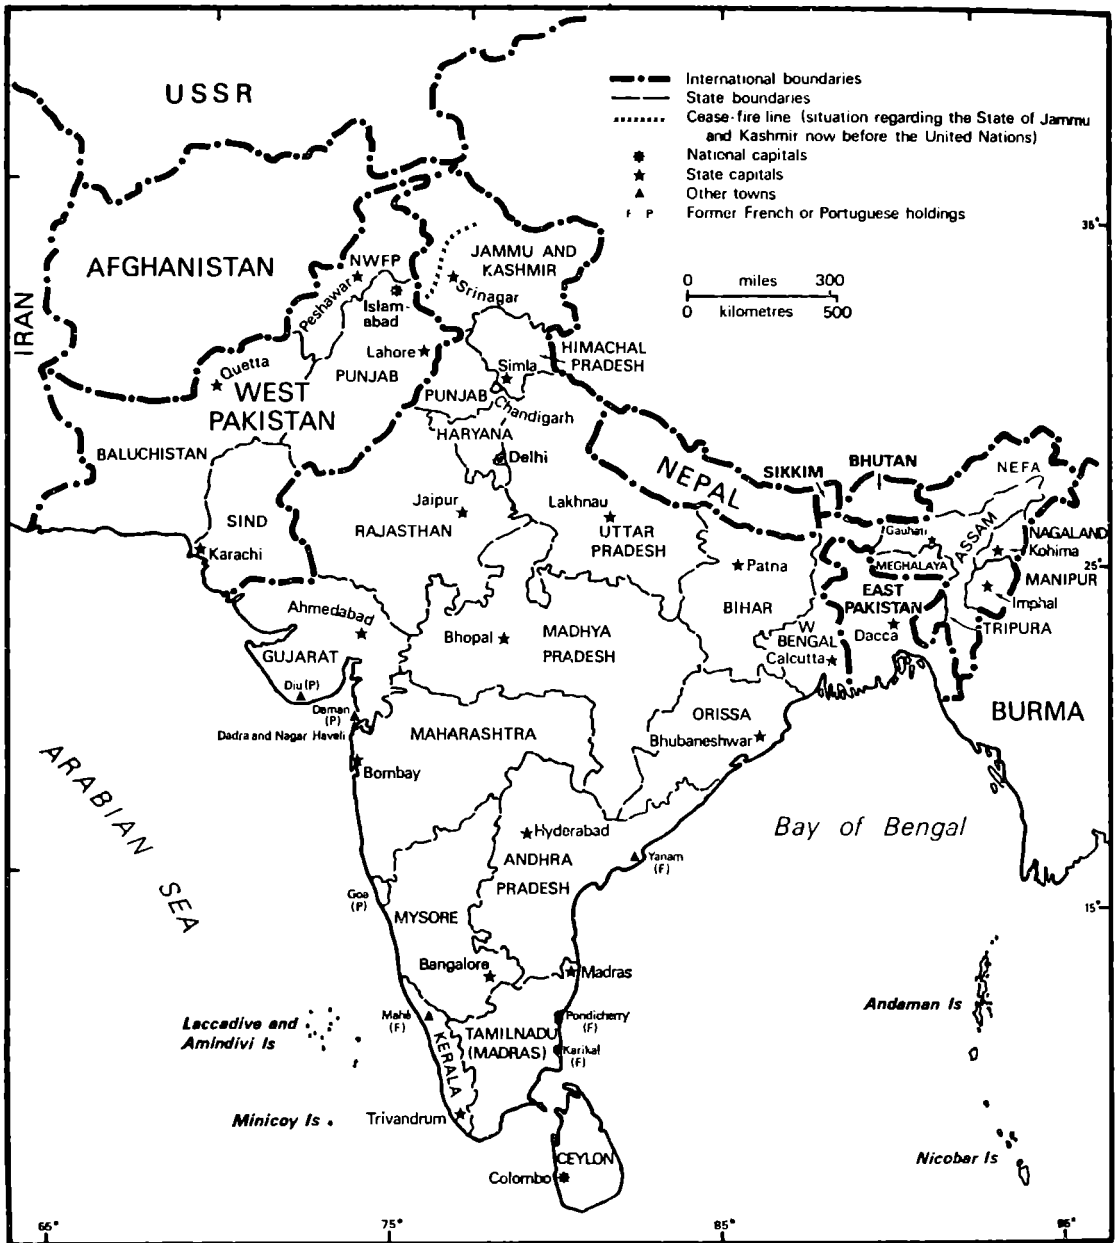 USSR
International boundaries
State boundaries
Cease-fire line (situation regarding the State of Jammu
and Kashmir now before the United Nations)
National capitals
State capitals
Other towns
F P Former French or Portuguese holdings
0 miles 300
0 kilometres 500
36°
AFGHANISTAN
IRAN
NWFP
JAMMU AND
KASHMIR
Peshawar
Srinagar
Islam-
abad
Lahore
PUNJAB
Quetta
WEST
PAKISTAN
HIMACHAL
PRADESH
Simla
PUNJAB
Chandigarh
HARYANA
Delhi
BALUCHISTAN
SIND
Karachi
NEPAL
SIKKIM
BHUTAN
NEFA
Jaipur
RAJASTHAN
Lakhnau
UTTAR
PRADESH
Gauhati
ASSAM
NAGALAND
Kohima
25°
MEGHALAYA
MANIPUR
Imphal
Patna
BIHAR
EAST
PAKISTAN
Dacca
TRIPURA
Ahmedabad
GUJARAT
Bhopal
MADHYA
PRADESH
W
BENGAL
Calcutta
Diu (P)
Daman
(P)
Dadra and Nagar Haveli
MAHARASHTRA
ORISSA
Bhubaneshwar
BURMA
Bombay
ARABIAN SEA
Bay of Bengal
Hyderabad
ANDHRA
PRADESH
Yanam
(F)
Goa
(P)
MYSORE
15°
Bangalore
Madras
Laccadive and
Amindivi Is
Mahé
(F)
KERALA
TAMILNADU
(MADRAS)
Pondicherry
(F)
Karikal
(F)
Andaman Is
Minicoy Is
Trivandrum
CEYLON
Colombo
Nicobar Is
65°
75°
85°
95°